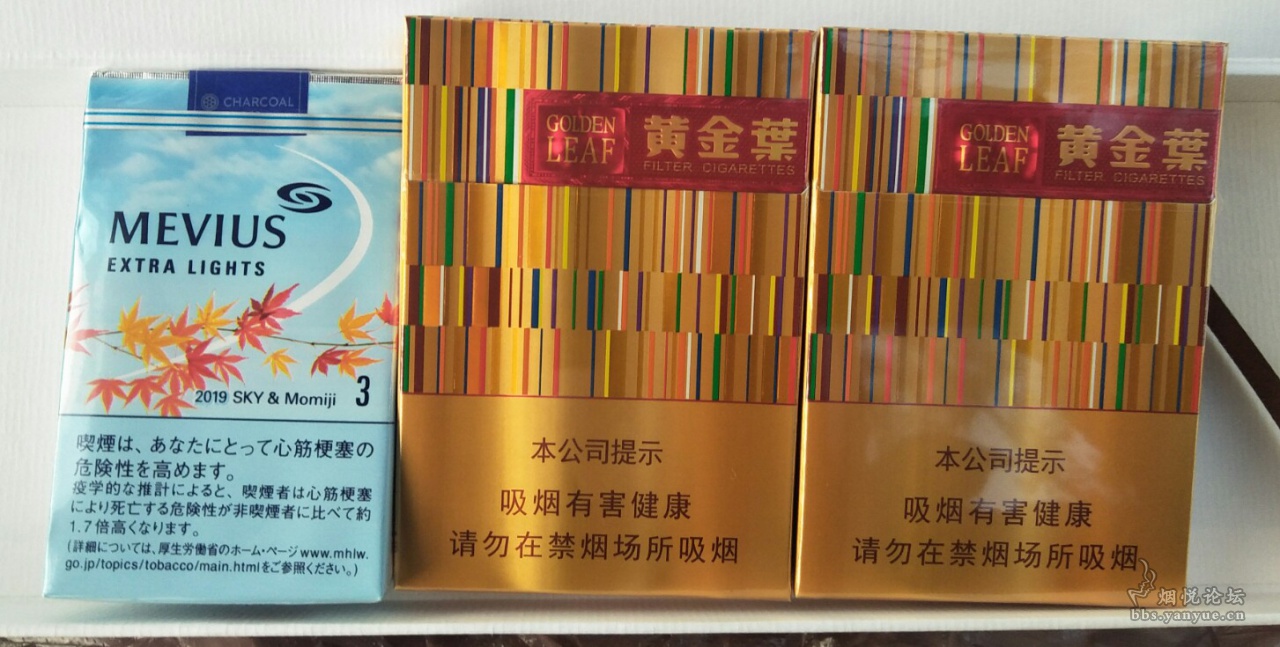 CHARCOAL
MEVIUS
EXTRA LIGHTS
2019 SKY & Momiji 3
喫煙は、あなたにとって心筋梗塞の
危険性を高めます。
疫学的な推計によると、喫煙者は心筋梗塞
により死亡する危険性が非喫煙者に比べて約
1.7倍高くなります。
(詳細については、厚生労働省のホーム・ページ www.mhlw.
go.jp/topics/tobacco/main.htmlをご参照ください。)
GOLDEN
LEAF
黄金葉
FILTER CIGARETTES
本公司提示
吸烟有害健康
请勿在禁烟场所吸烟
GOLDEN
LEAF
黄金葉
FILTER CIGARETTES
本公司提示
吸烟有害健康
请勿在禁烟场所吸烟
烟悦论坛
bbs.yanyue.cn